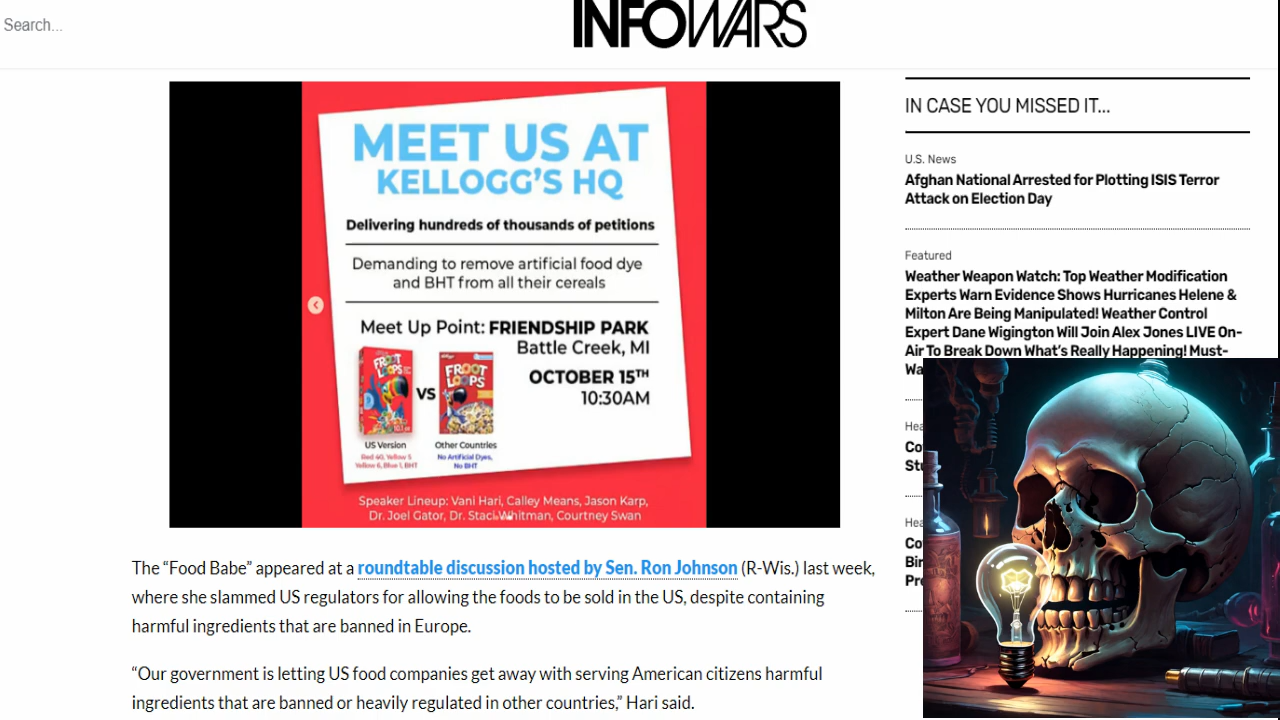 Search...
INFOWARS
MEET US AT
KELLOGG'S HQ
Delivering hundreds of thousands of petitions
Demanding to remove artificial food dye
and BHT from all their cereals
Meet Up Point: FRIENDSHIP PARK
Battle Creek, MI
OCTOBER 15TH
10:30AM
FROOT LOOPS
VS
FROOT LOOPS
US Version
Red 40, Yellow 5
Yellow 6, Blue 1, BHT
Other Countries
No Artificial Dyes,
No BHT
Speaker Lineup: Vani Hari, Calley Means, Jason Karp,
Dr. Joel Gator, Dr. Staci Whitman, Courtney Swan
The “Food Babe” appeared at a roundtable discussion hosted by Sen. Ron Johnson (R-Wis.) last week,
where she slammed US regulators for allowing the foods to be sold in the US, despite containing
harmful ingredients that are banned in Europe.
“Our government is letting US food companies get away with serving American citizens harmful
ingredients that are banned or heavily regulated in other countries,” Hari said.
IN CASE YOU MISSED IT...
U.S. News
Afghan National Arrested for Plotting ISIS Terror
Attack on Election Day
Featured
Weather Weapon Watch: Top Weather Modification
Experts Warn Evidence Shows Hurricanes Helene &
Milton Are Being Manipulated! Weather Control
Expert Dane Wigington Will Join Alex Jones LIVE On-
Air To Break Down What's Really Happening! Must-